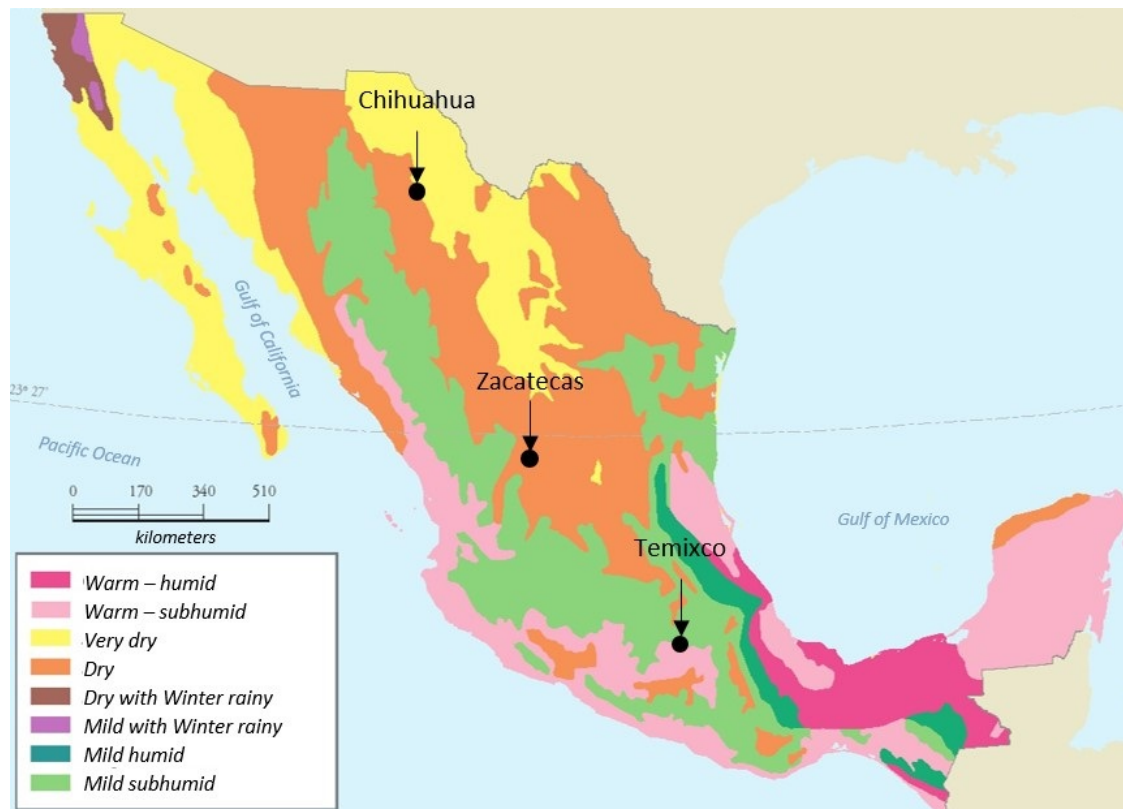 Chihuahua
Gulf of California
Zacatecas
23° 27'
Pacific Ocean
0 170 340 510
kilometers
Gulf of Mexico
Temixco
Warm – humid
Warm – subhumid
Very dry
Dry
Dry with Winter rainy
Mild with Winter rainy
Mild humid
Mild subhumid